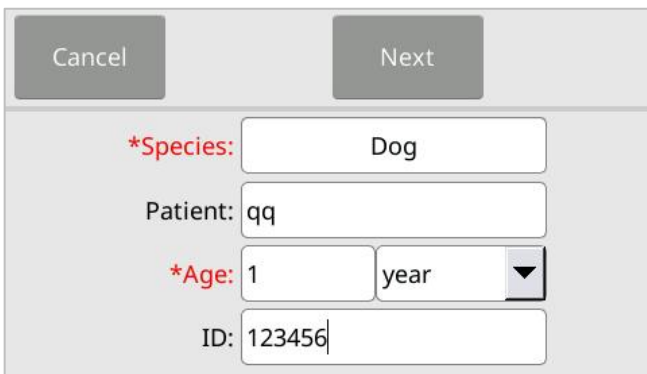 Cancel Next
*Species: Dog
Patient: qq
*Age: 1 year
ID: 123456